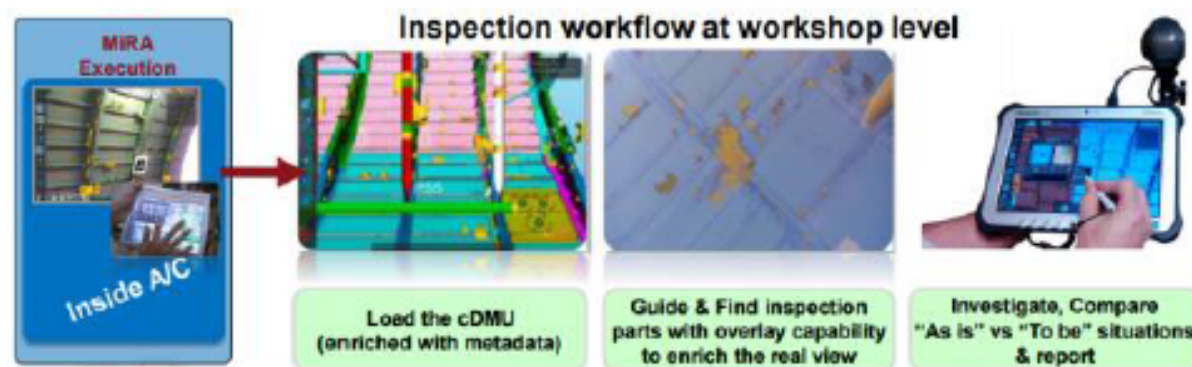 Inspection workflow at workshop level
MiRA
Execution
Inside A/C
Load the cDMU
(enriched with metadata)
Guide & Find inspection
parts with overlay capability
to enrich the real view
Investigate, Compare
“As is” vs “To be” situations
& report